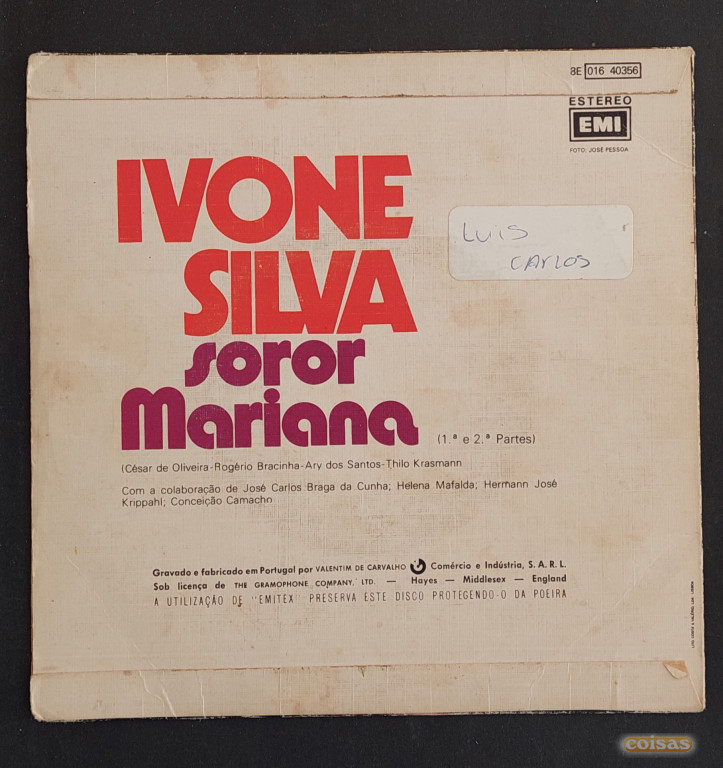 8E 016 40356
ESTEREO
EMI
FOTO. JOSÉ PESSOA
IVONE
SILVA
LUIS
CARLOS
soror
Mariana (1.ª e 2.ª Partes)
(César de Oliveira-Rogério Bracinha-Ary dos Santos-Thilo Krasmann
Com a colaboração de José Carlos Braga da Cunha; Helena Mafalda; Hermann José
Krippahl; Conceição Camacho
Gravado e fabricado em Portugal por VALENTIM DE CARVALHO Comércio e Indústria, S. A. R. L.
Sob licença de THE GRAMOPHONE COMPANY, LTD. — Hayes — Middlesex — England
A UTILIZAÇÃO DE "EMITEX" PRESERVA ESTE DISCO PROTEGENDO-O DA POEIRA
coisas